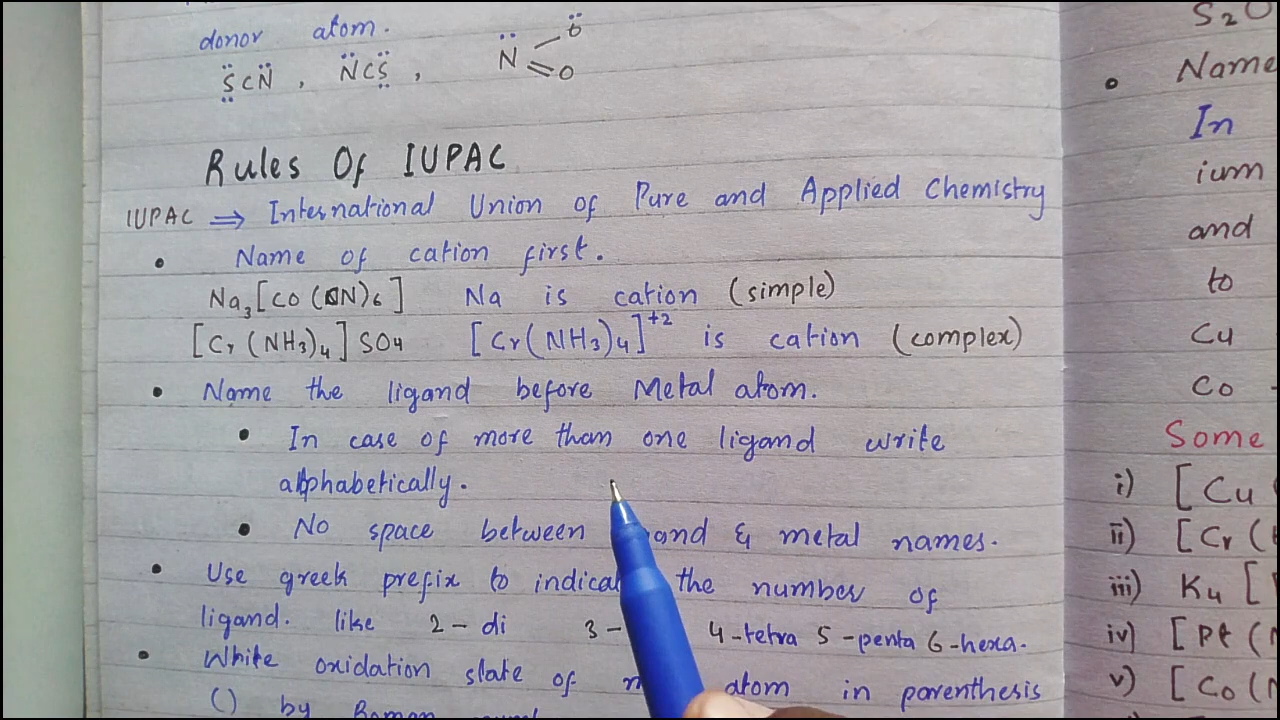 donor atom.
SCN, NCS, N O =O
Rules Of IUPAC
IUPAC ⇒ International Union of Pure and Applied Chemistry
• Name of cation first.
Na3[Co(CN)6] Na is cation (simple)
[Cr(NH3)4]SO4 [Cr(NH3)4]+2 is cation (complex)
• Name the ligand before Metal atom.
• In case of more than one ligand write
alphabetically.
• No space between & metal names.
• Use greek prefix to the number of
ligand. like 2-di 3- 4-tetra 5-penta 6-hexa.
• Write oxidation state of atom in parenthesis
() by Roman
S2O
• Name
In
ium
and
to
Cu
Co
Some
i) [Cu
ii) [Cr(
iii) K4[
iv) [Pt(
v) [Co(N